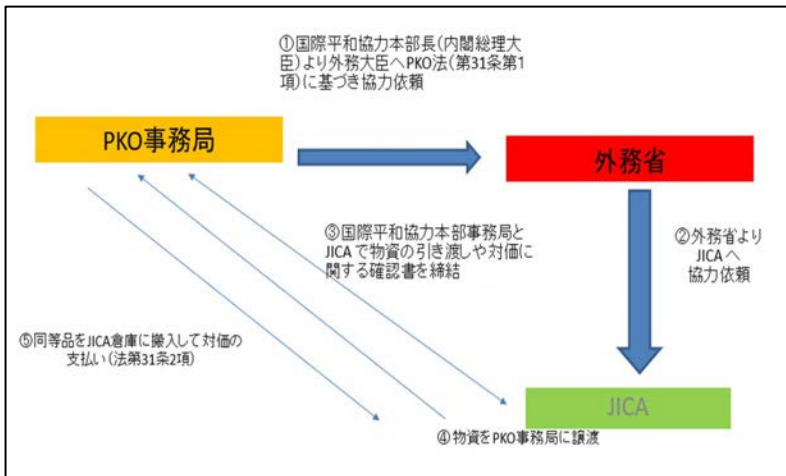 ①国際平和協力本部長(内閣総理大
臣)より外務大臣へPKO法(第31条第1
項)に基づき協力依頼
PKO事務局
外務省
③国際平和協力本部事務局と
JICAで物資の引き渡しや対価に
関する確認書を締結
②外務省より
JICAへ
協力依頼
⑤同等品をJICA倉庫に搬入して対価の
支払い(法第31条2項)
JICA
④物資をPKO事務局に譲渡